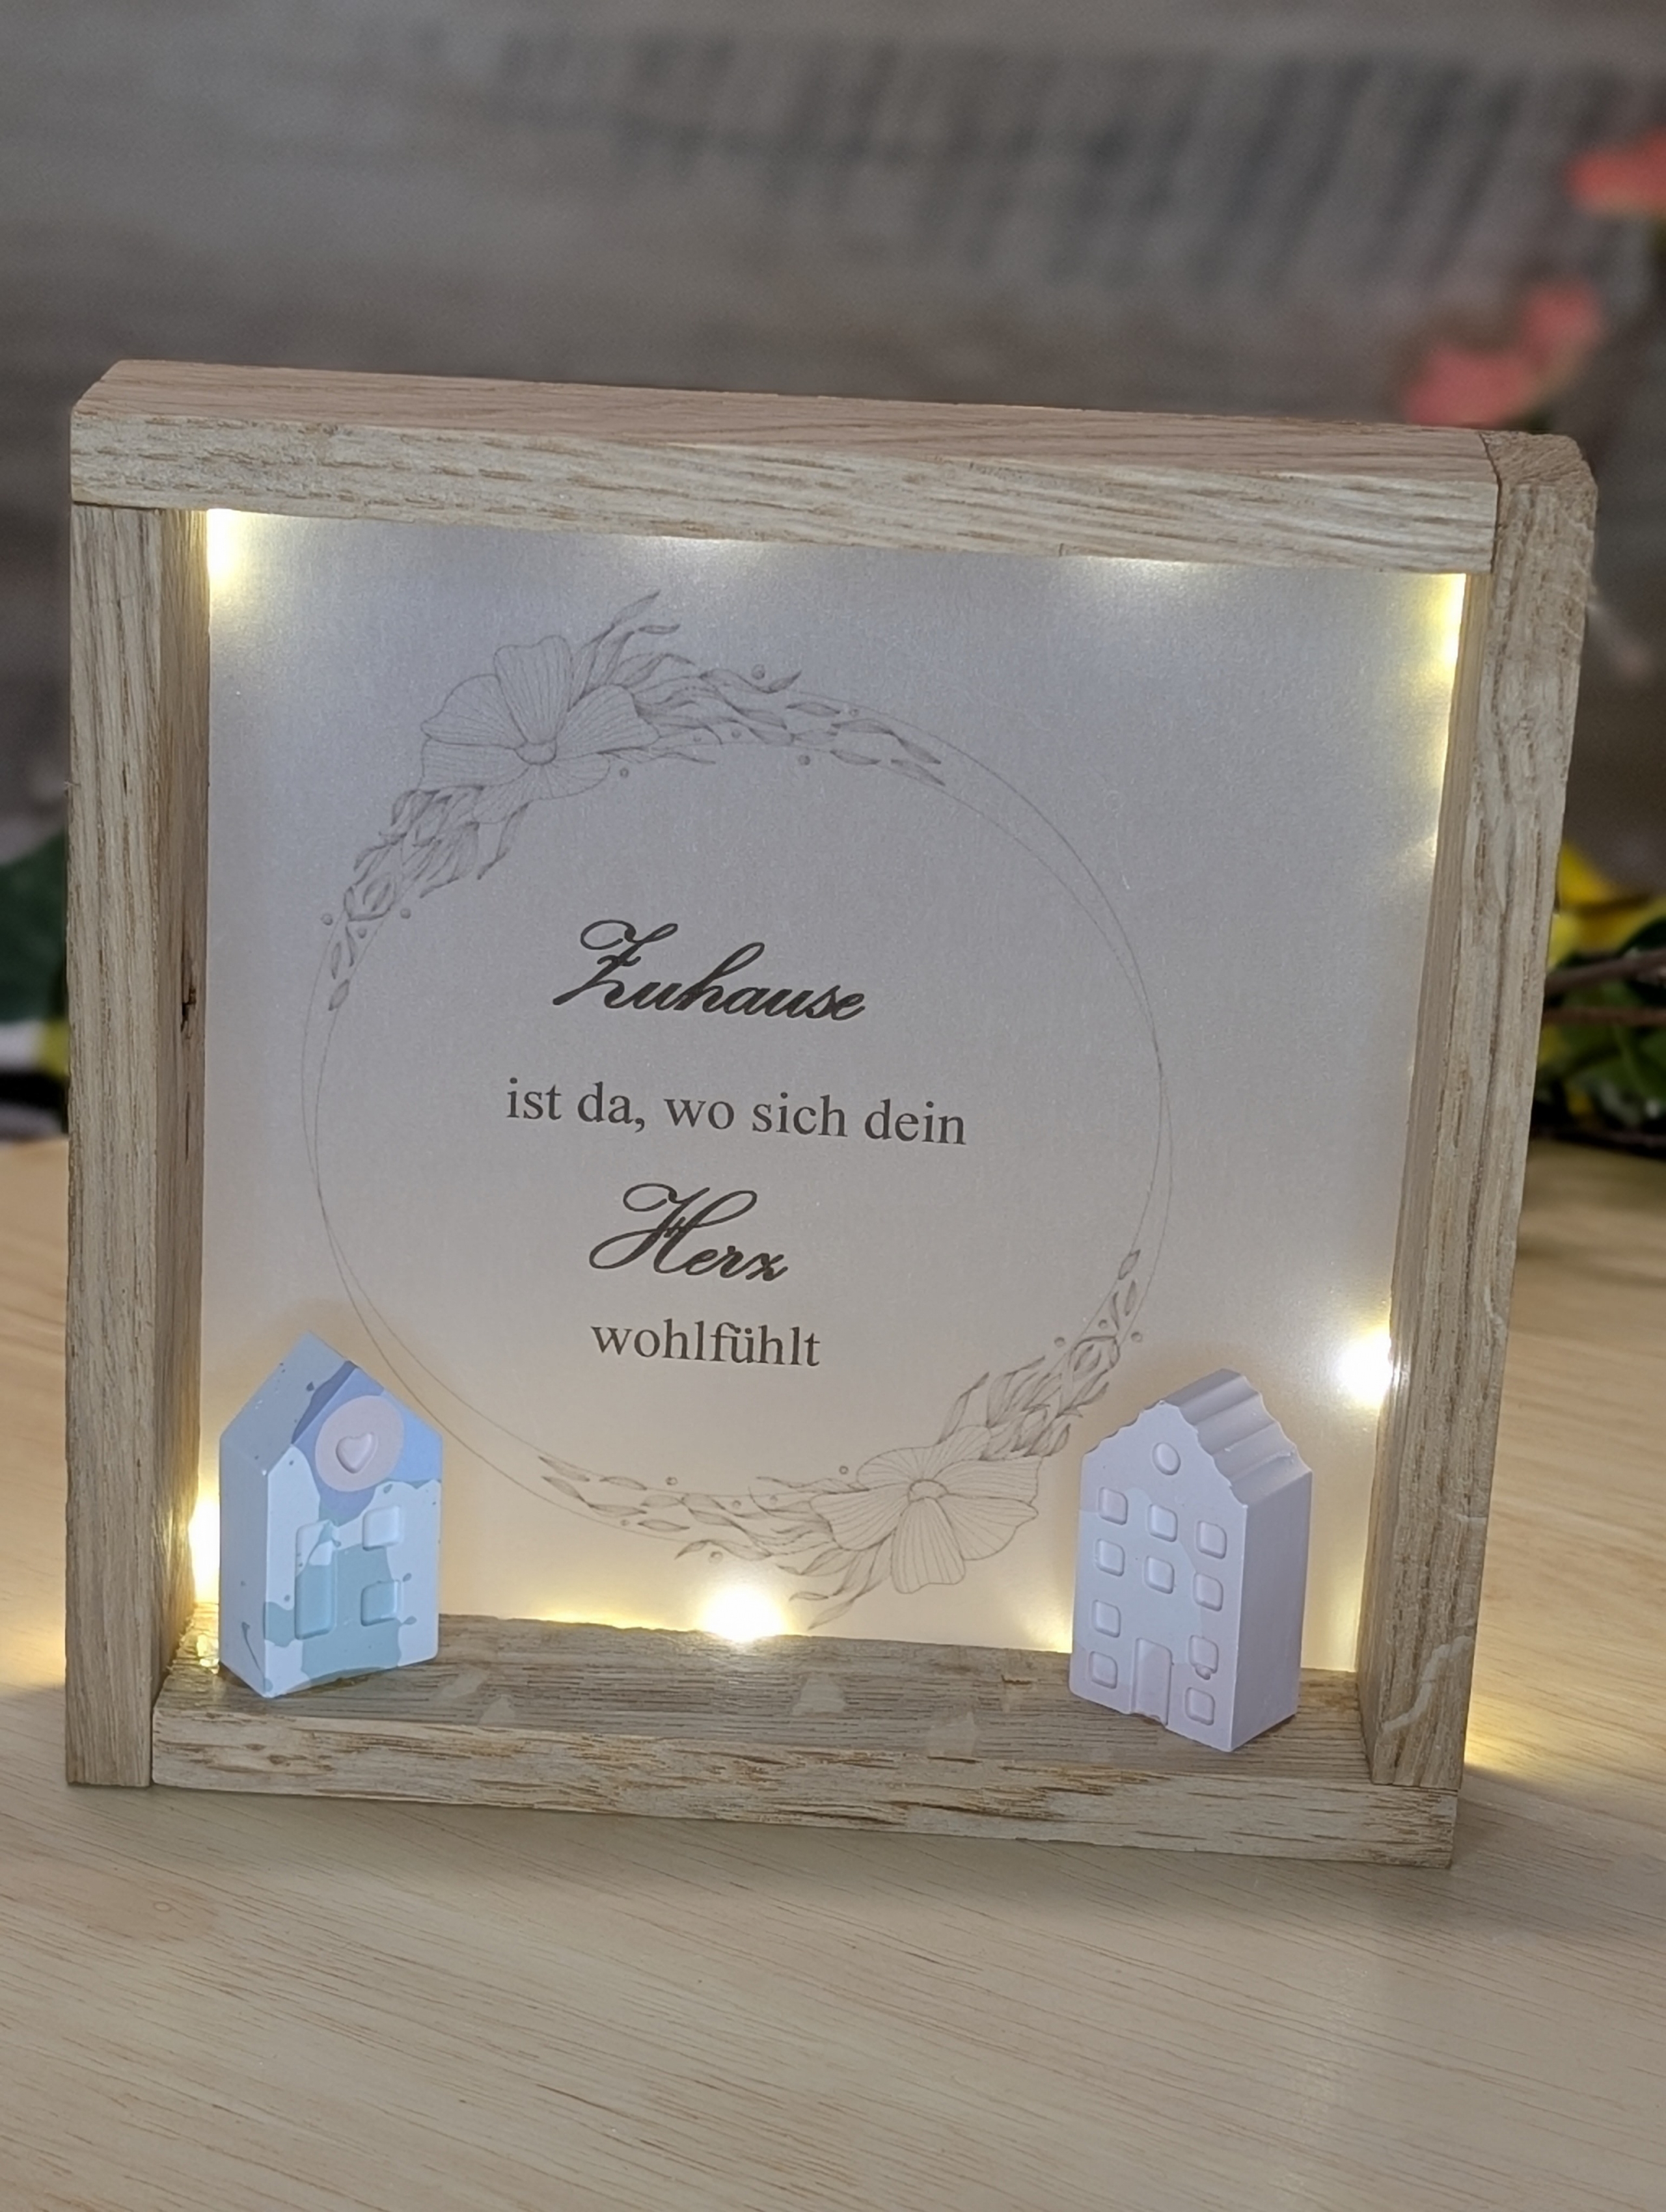 Zuhause
ist da, wo sich dein
Herz
wohlfühlt